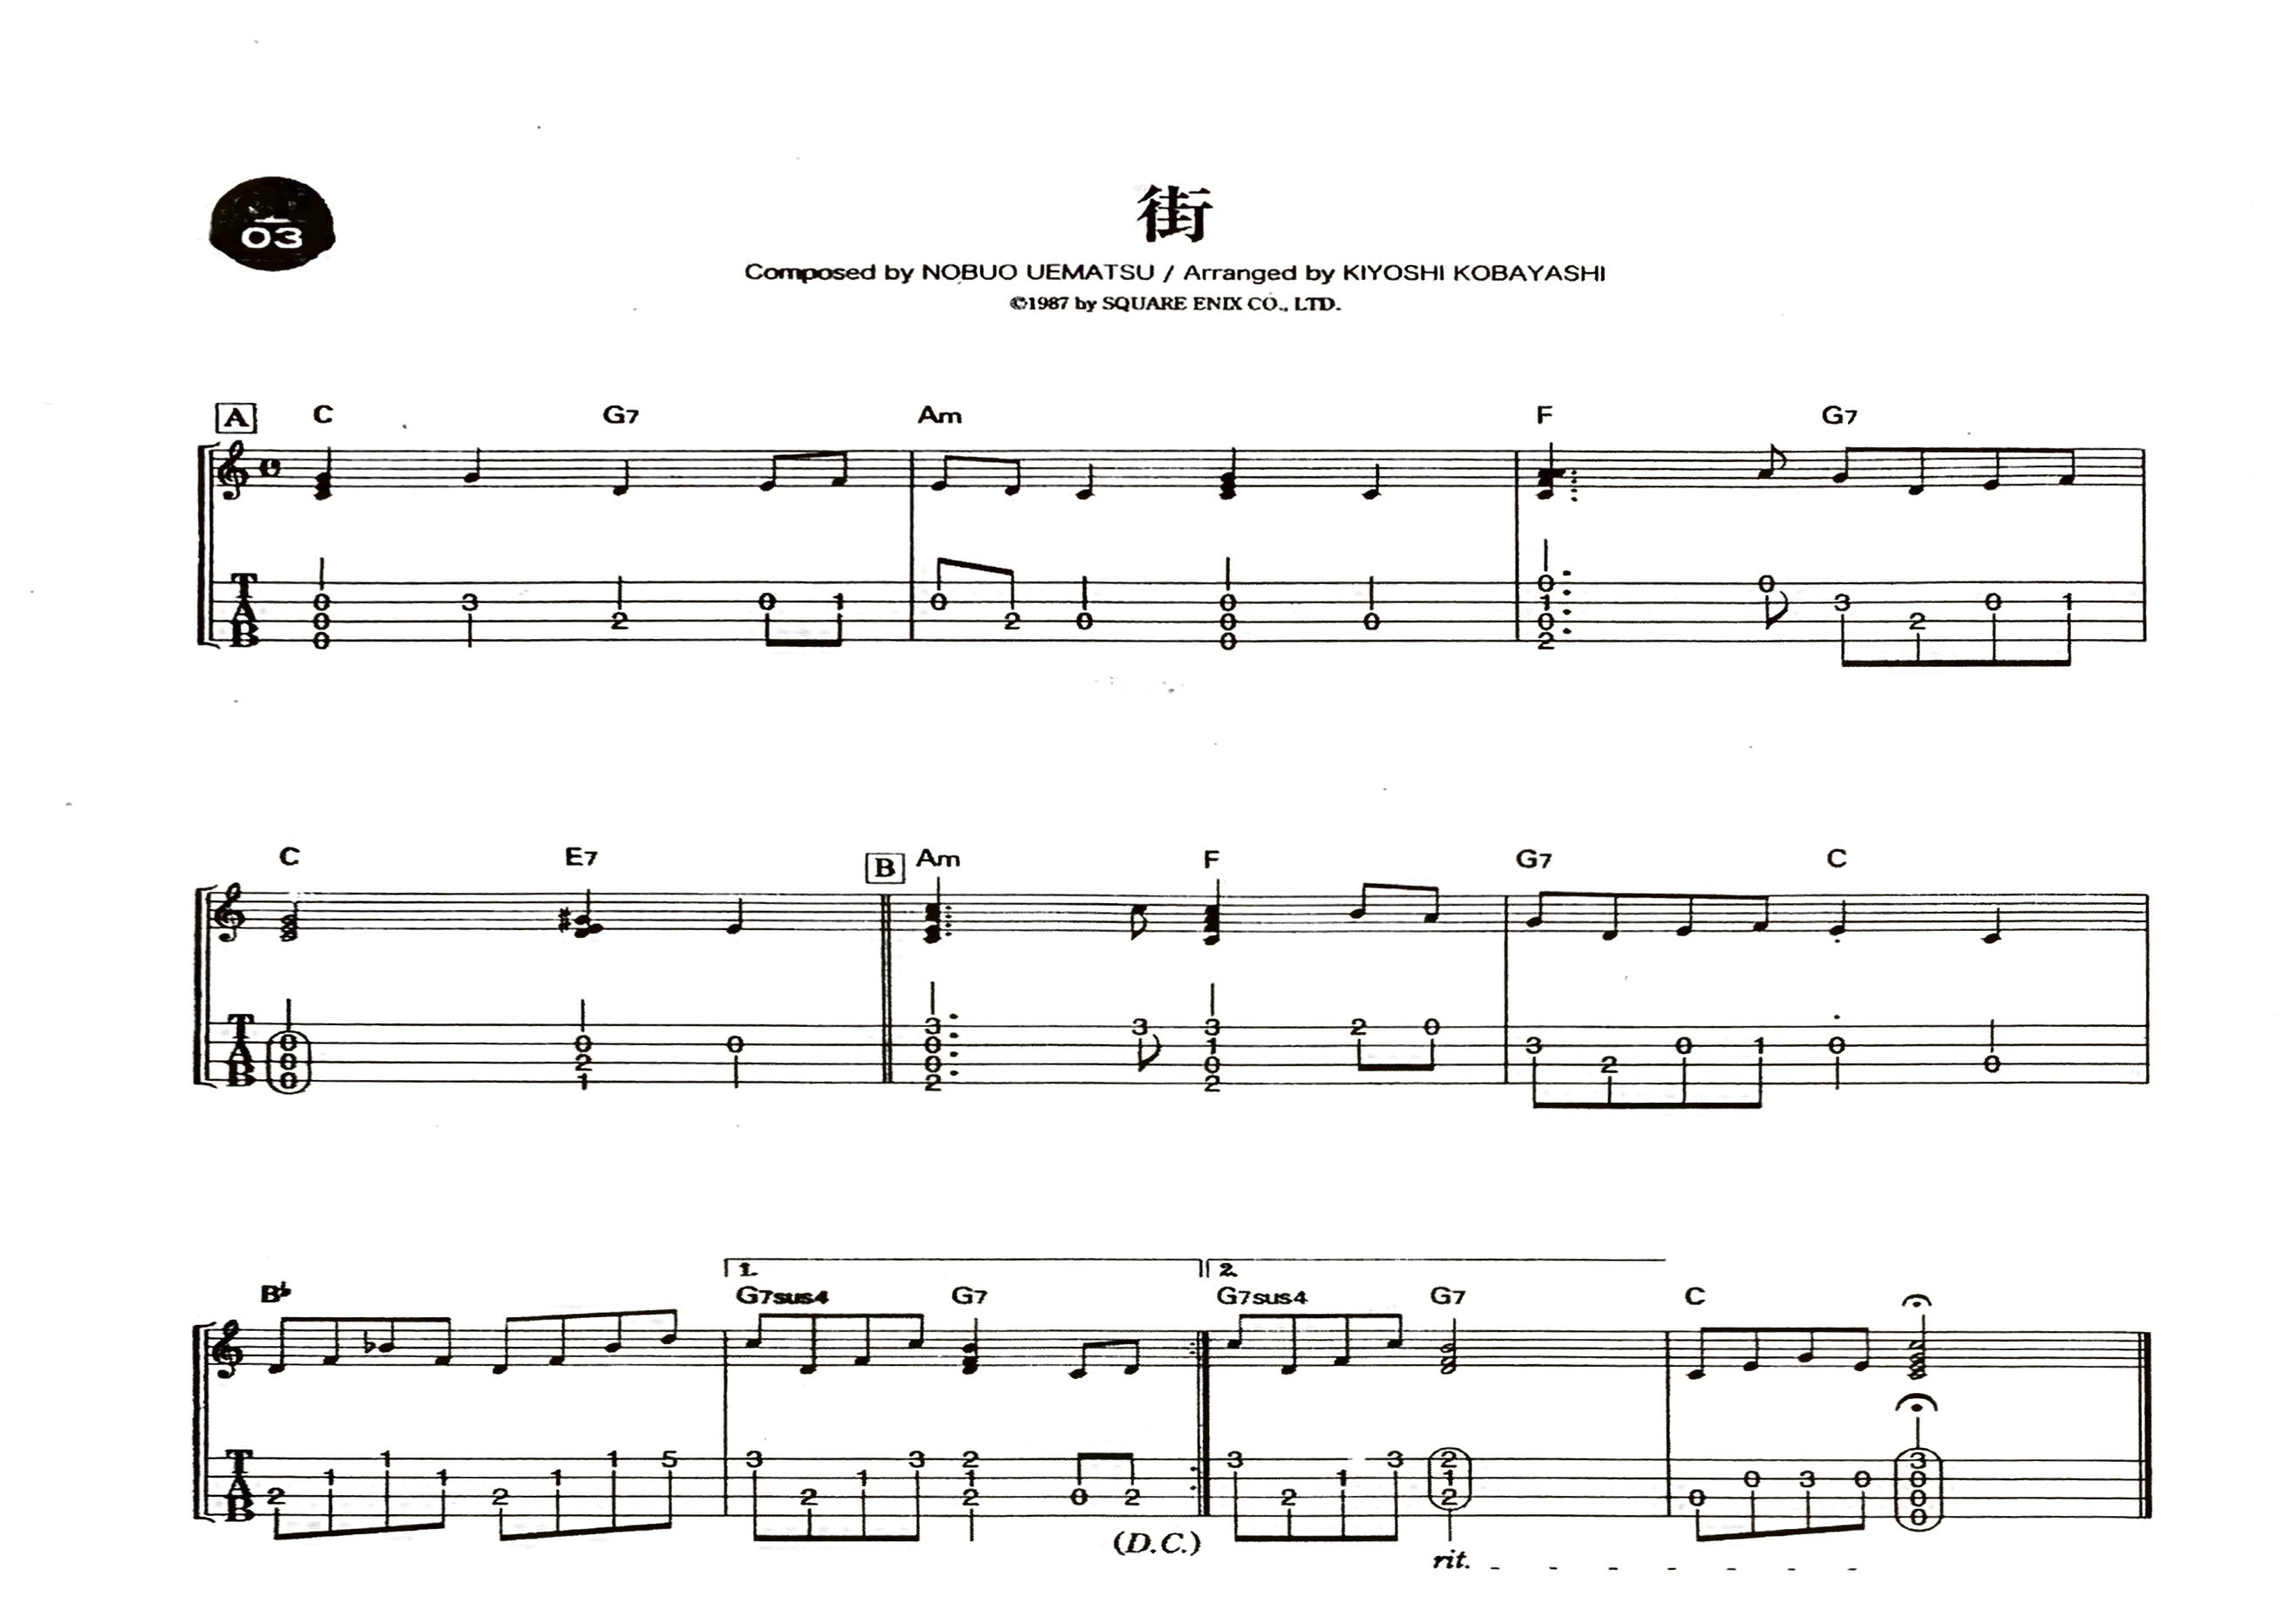 03
街
Composed by NOBUO UEMATSU / Arranged by KIYOSHI KOBAYASHI
©1987 by SQUARE ENIX CO., LTD.
A C G7 Am F G7
T 0 3 2 0 1 0 2 0 0 0 0 0 3 2 0 1
A 0 0 1
B 0 0 0
2
C E7 B Am F G7 C
T 0 0 0 3 3 3 2 0 3 2 0 1 0 0
A 0 2 0 1
B 0 1 0 0
2 2
B♭ 1. G7sus4 G7 2. G7sus4 G7 C
T 2 1 1 1 2 1 1 5 3 2 1 3 2 0 2 3 2 1 3 2 0 0 3 0 3
A 1 1 0
B 2 2 0
0
(D.C.)
rit.